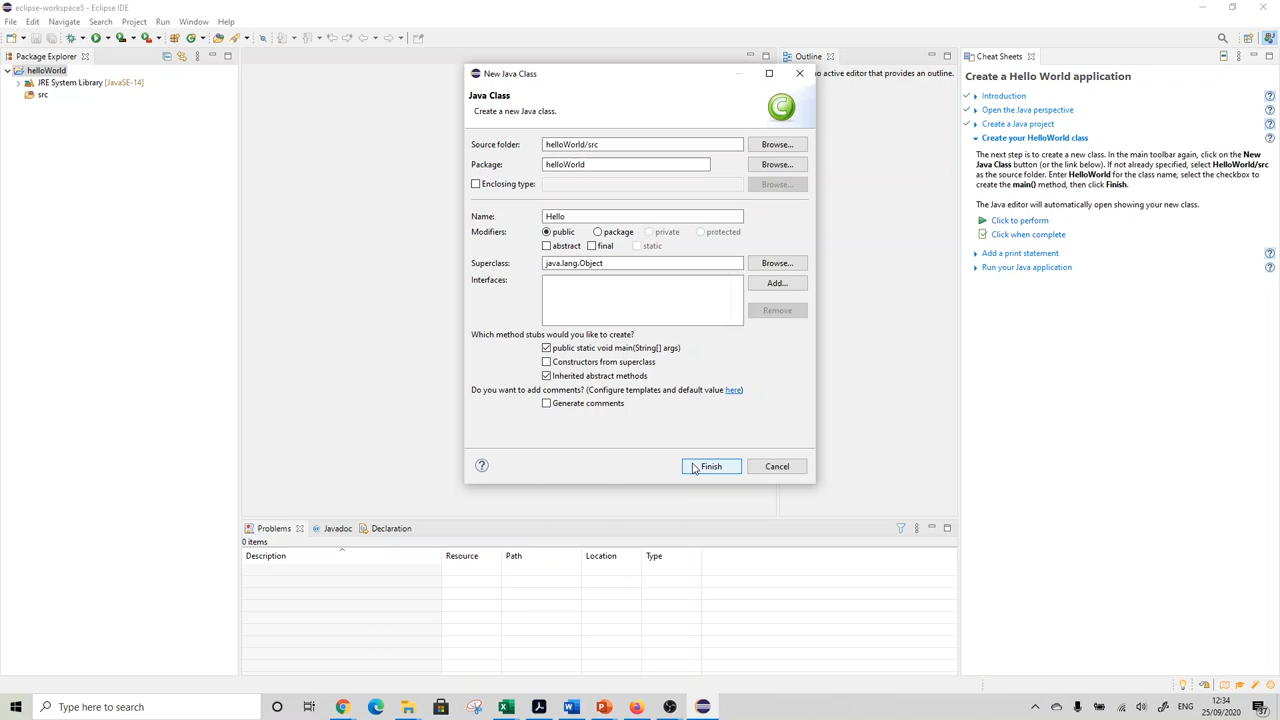 eclipse-workspace5 - Eclipse IDE
File Edit Navigate Search Project Run Window Help
Package Explorer
helloWorld
JRE System Library [JavaSE-14]
src
New Java Class
Java Class
Create a new Java class.
Source folder: helloWorld/src Browse...
Package: helloWorld Browse...
Enclosing type: Browse...
Name: Hello
Modifiers: public package private protected
abstract final static
Superclass: java.lang.Object Browse...
Interfaces: Add...
Remove
Which method stubs would you like to create?
public static void main(String[] args)
Constructors from superclass
Inherited abstract methods
Do you want to add comments? (Configure templates and default value here)
Generate comments
Finish Cancel
Outline
o active editor that provides an outline.
Cheat Sheets
Create a Hello World application
Introduction
Open the Java perspective
Create a Java project
Create your HelloWorld class
The next step is to create a new class. In the main toolbar again, click on the New
Java Class button (or the link below). If not already specified, select HelloWorld/src
as the source folder. Enter HelloWorld for the class name, select the checkbox to
create the main() method, then click Finish.
The Java editor will automatically open showing your new class.
Click to perform
Click when complete
Add a print statement
Run your Java application
Problems Javadoc Declaration
0 items
Description Resource Path Location Type
Type here to search
12:34
25/09/2020
37